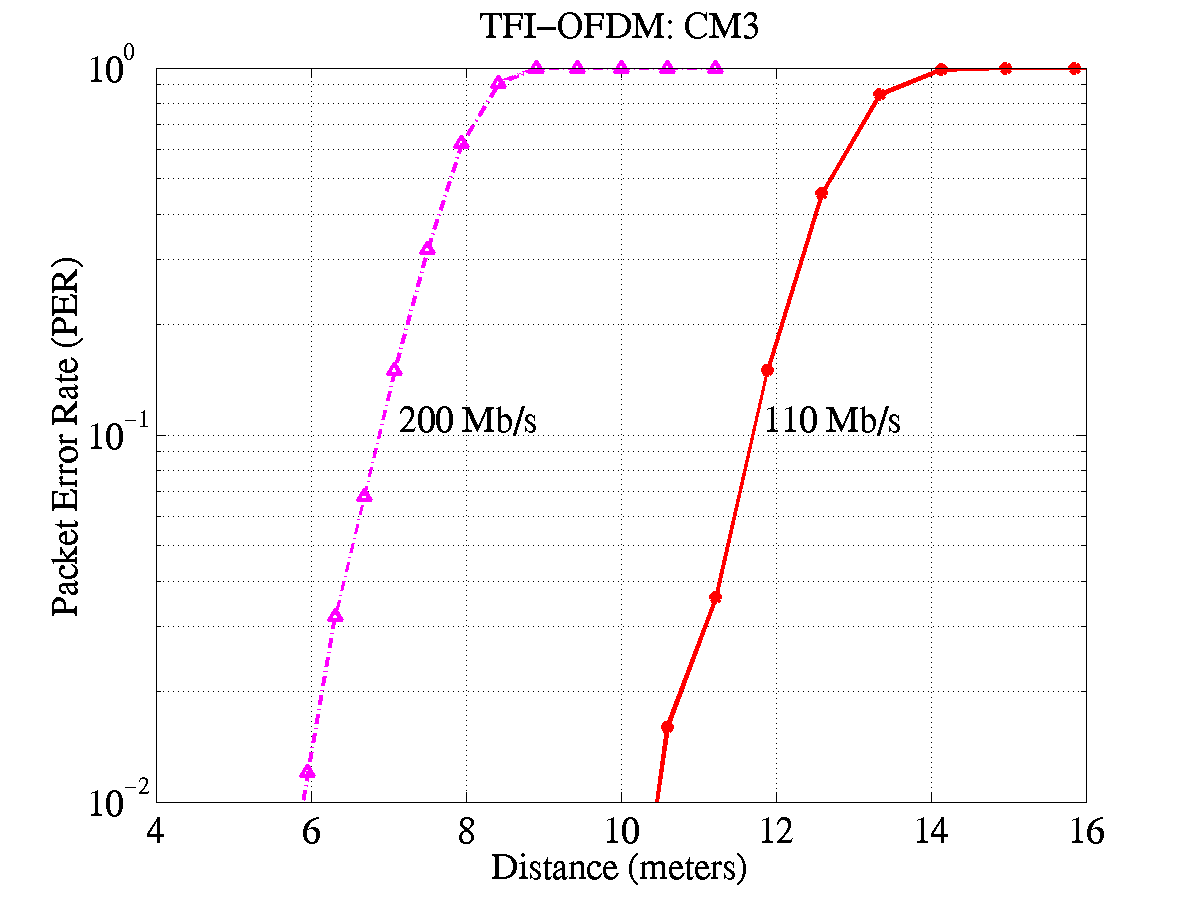 TFI−OFDM: CM3
10^0
10^−1
10^−2
Packet Error Rate (PER)
200 Mb/s
110 Mb/s
4 6 8 10 12 14 16
Distance (meters)